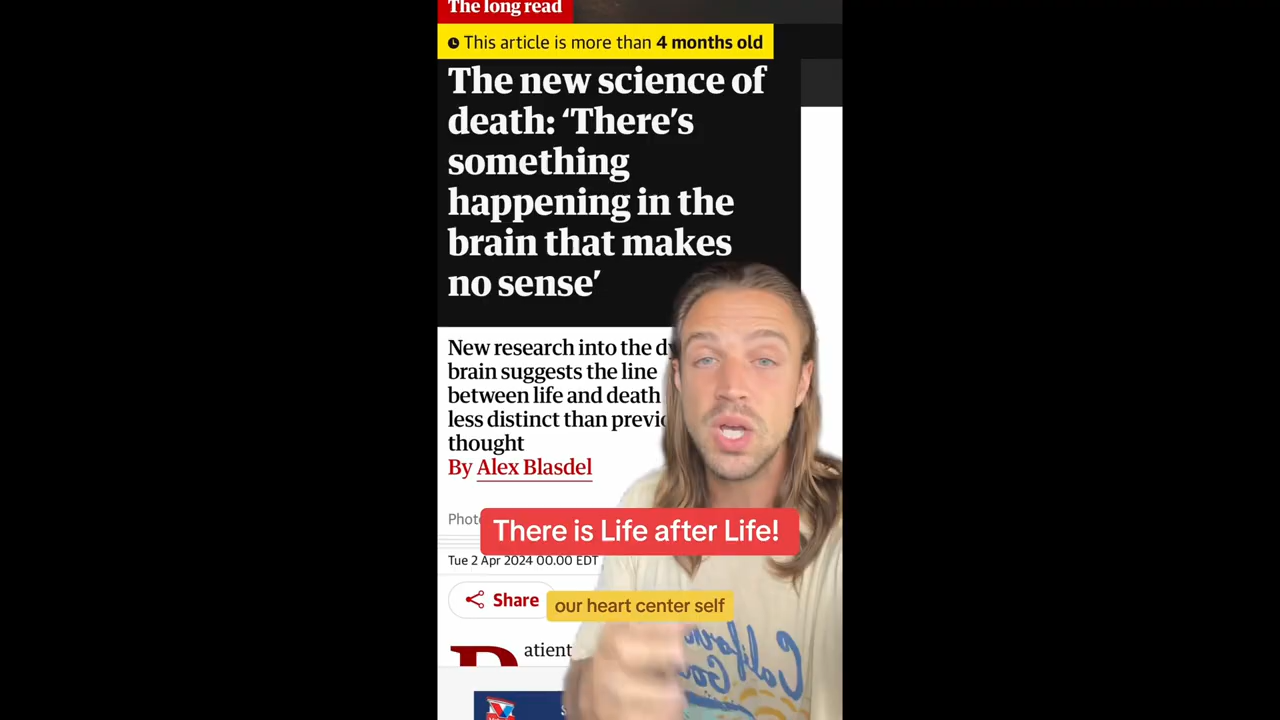 The long read
This article is more than 4 months old
The new science of
death: ‘There’s
something
happening in the
brain that makes
no sense’
New research into the
brain suggests the line
between life and death
less distinct than
thought
By Alex Blasdel
There is Life after Life!
Tue 2 Apr 2024 00.00 EDT
Share
our heart center self
atient
California